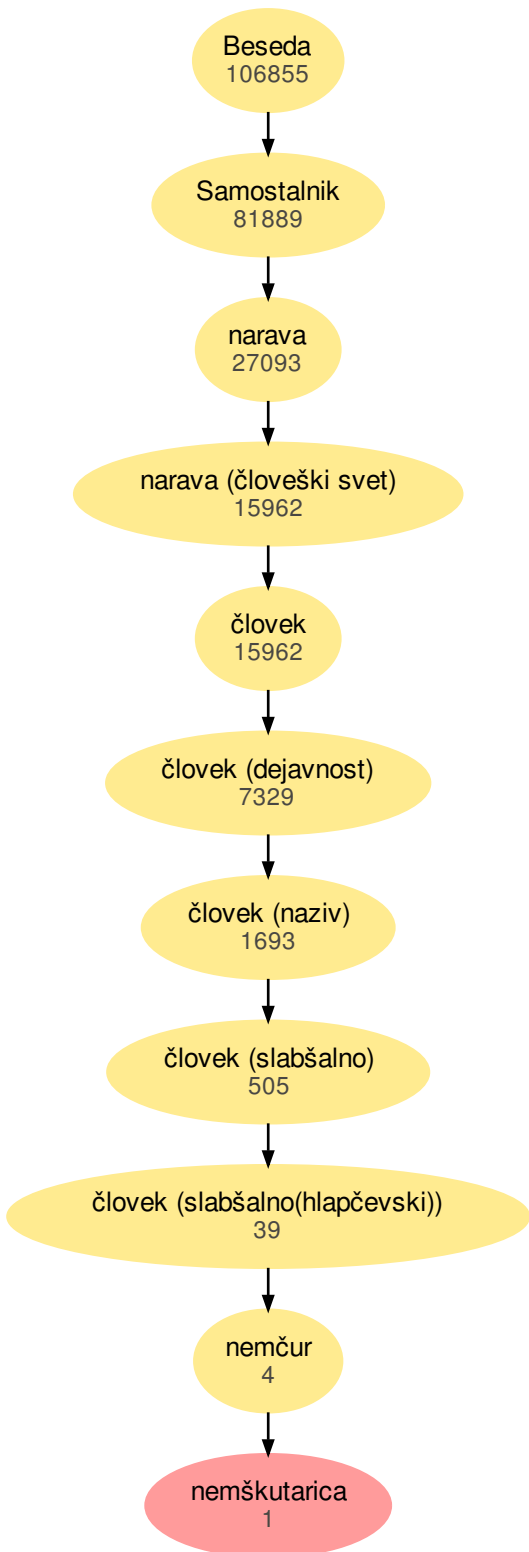 Beseda
106855
Samostalnik
81889
narava
27093
narava (človeški svet)
15962
človek
15962
človek (dejavnost)
7329
človek (naziv)
1693
človek (slabšalno)
505
človek (slabšalno(hlapčevski))
39
nemčur
4
nemškutarica
1